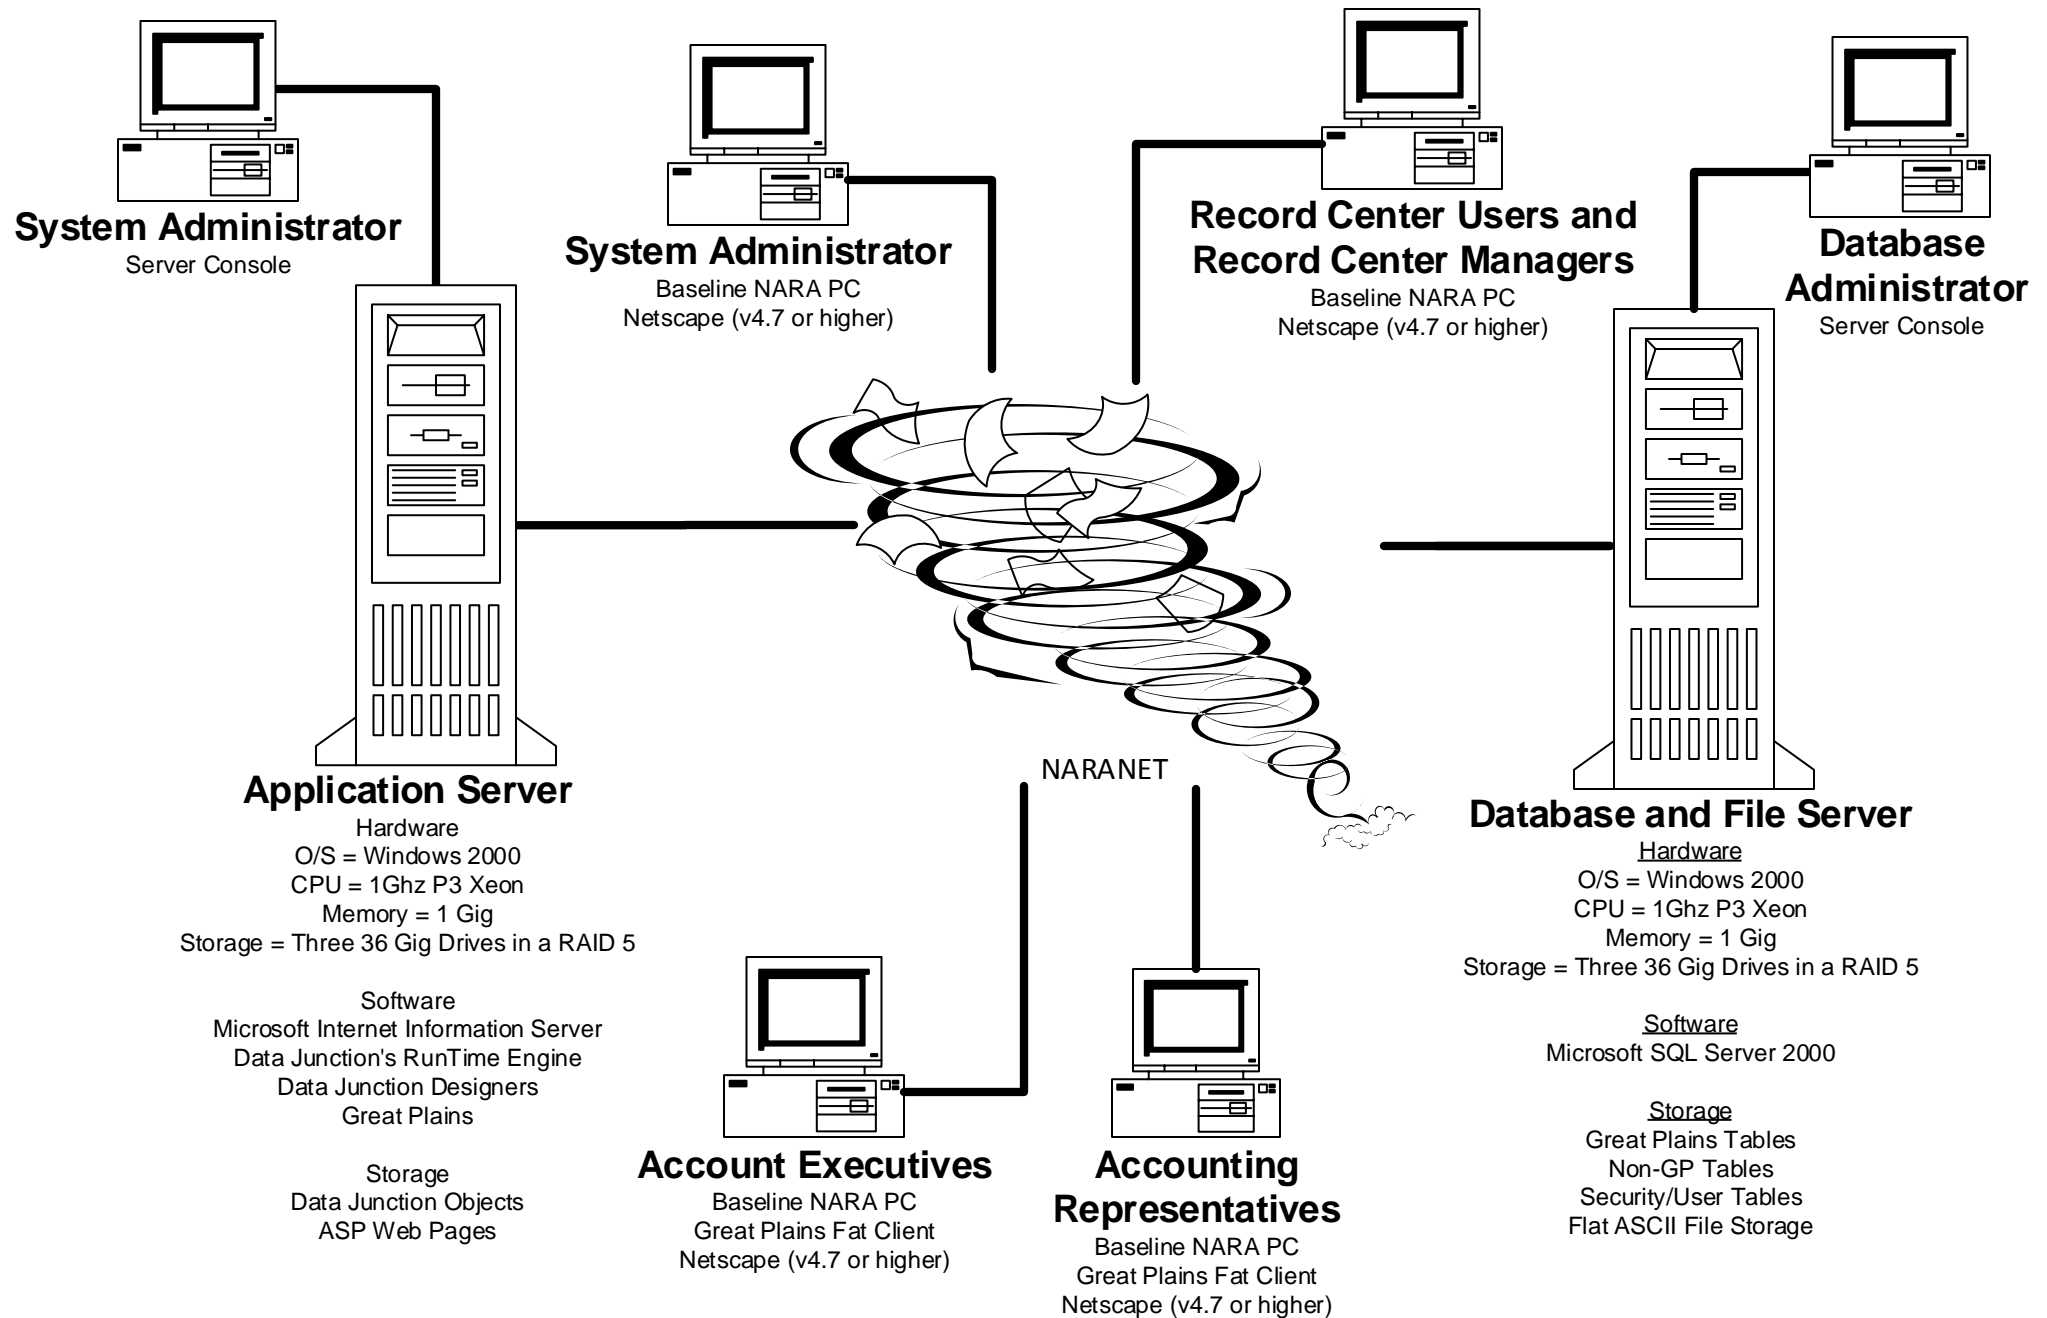 System Administrator
Server Console
System Administrator
Baseline NARA PC
Netscape (v4.7 or higher)
Record Center Users and
Record Center Managers
Baseline NARA PC
Netscape (v4.7 or higher)
Database
Administrator
Server Console
NARANET
Application Server
Hardware
O/S = Windows 2000
CPU = 1Ghz P3 Xeon
Memory = 1 Gig
Storage = Three 36 Gig Drives in a RAID 5
Software
Microsoft Internet Information Server
Data Junction's RunTime Engine
Data Junction Designers
Great Plains
Storage
Data Junction Objects
ASP Web Pages
Database and File Server
Hardware
O/S = Windows 2000
CPU = 1Ghz P3 Xeon
Memory = 1 Gig
Storage = Three 36 Gig Drives in a RAID 5
Software
Microsoft SQL Server 2000
Storage
Great Plains Tables
Non-GP Tables
Security/User Tables
Flat ASCII File Storage
Account Executives
Baseline NARA PC
Great Plains Fat Client
Netscape (v4.7 or higher)
Accounting
Representatives
Baseline NARA PC
Great Plains Fat Client
Netscape (v4.7 or higher)